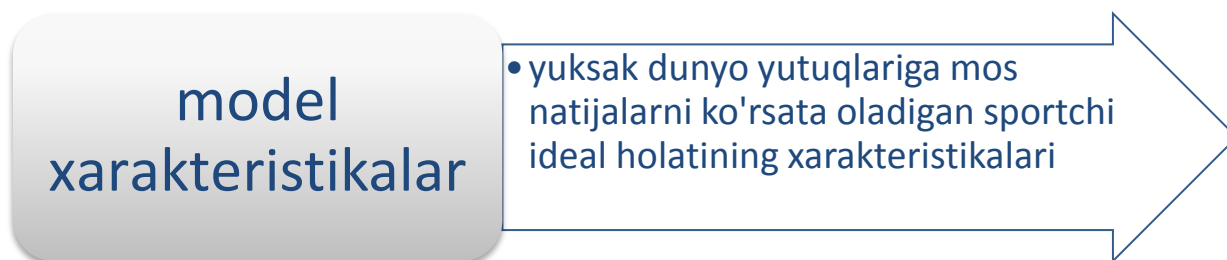 model
xarakteristikalar
• yuksak dunyo yutuqlariga mos
natijalarni ko'rsata oladigan sportchi
ideal holatining xarakteristikalari